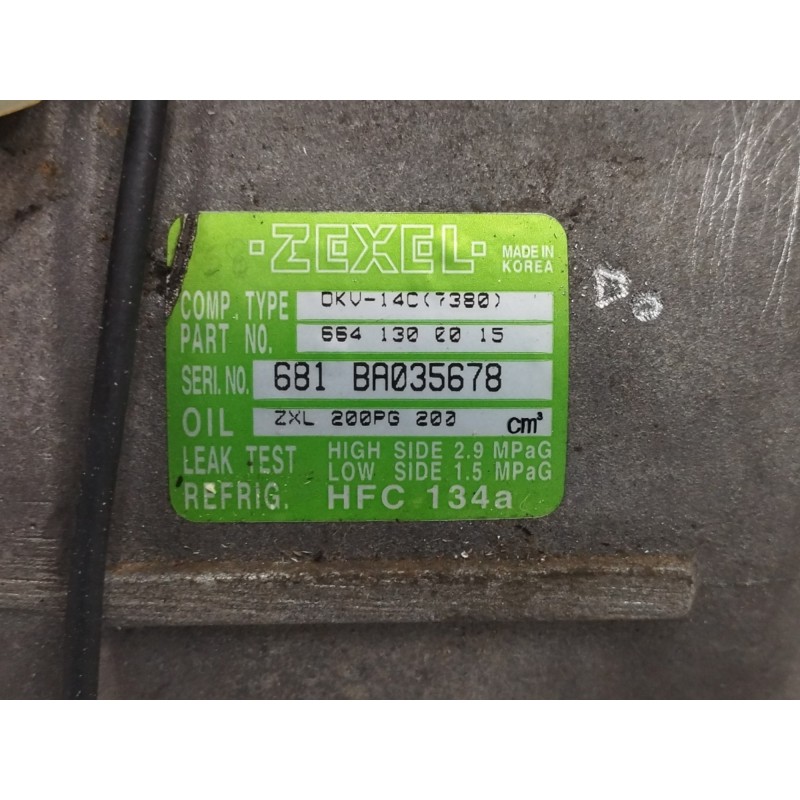 ·ZEXEL·
MADE IN
KOREA
COMP. TYPE DKV-14C(7380)
PART NO. 664 130 00 15
SERI. NO. 681 BA035678
OIL ZXL 200PG 200 cm³
LEAK TEST HIGH SIDE 2.9 MPaG
LOW SIDE 1.5 MPaG
REFRIG. HFC 134a